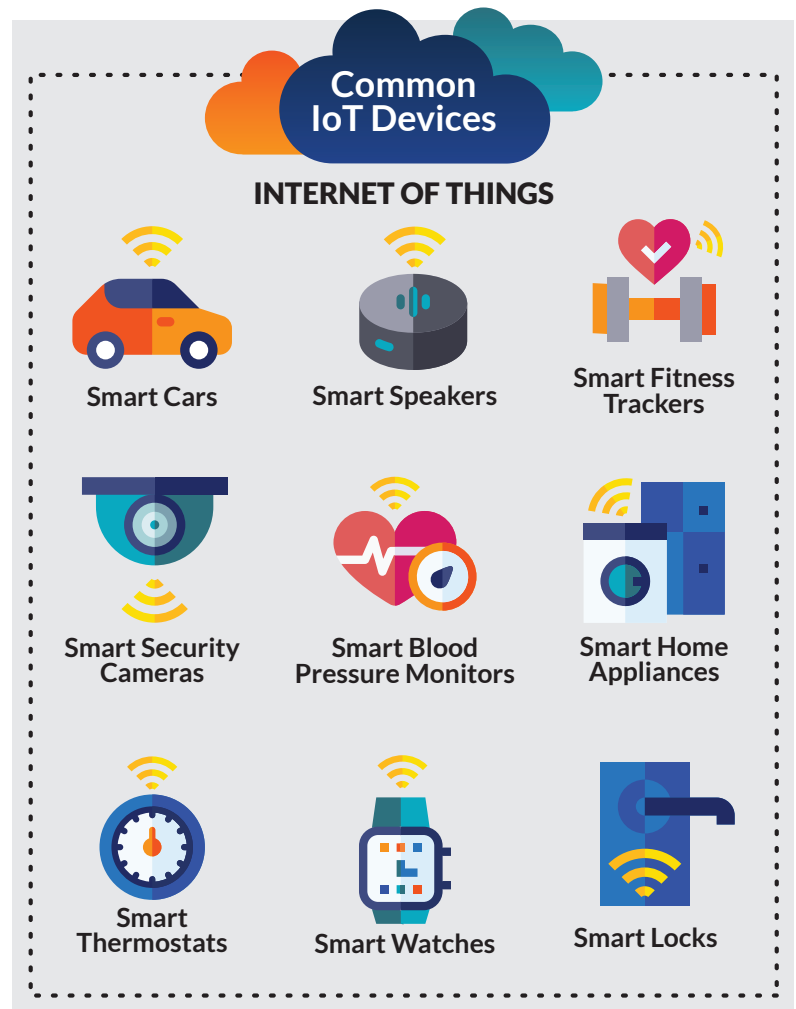 Common
IoT Devices
INTERNET OF THINGS
Smart Cars
Smart Speakers
Smart Fitness
Trackers
Smart Security
Cameras
Smart Blood
Pressure Monitors
Smart Home
Appliances
Smart
Thermostats
Smart Watches
Smart Locks